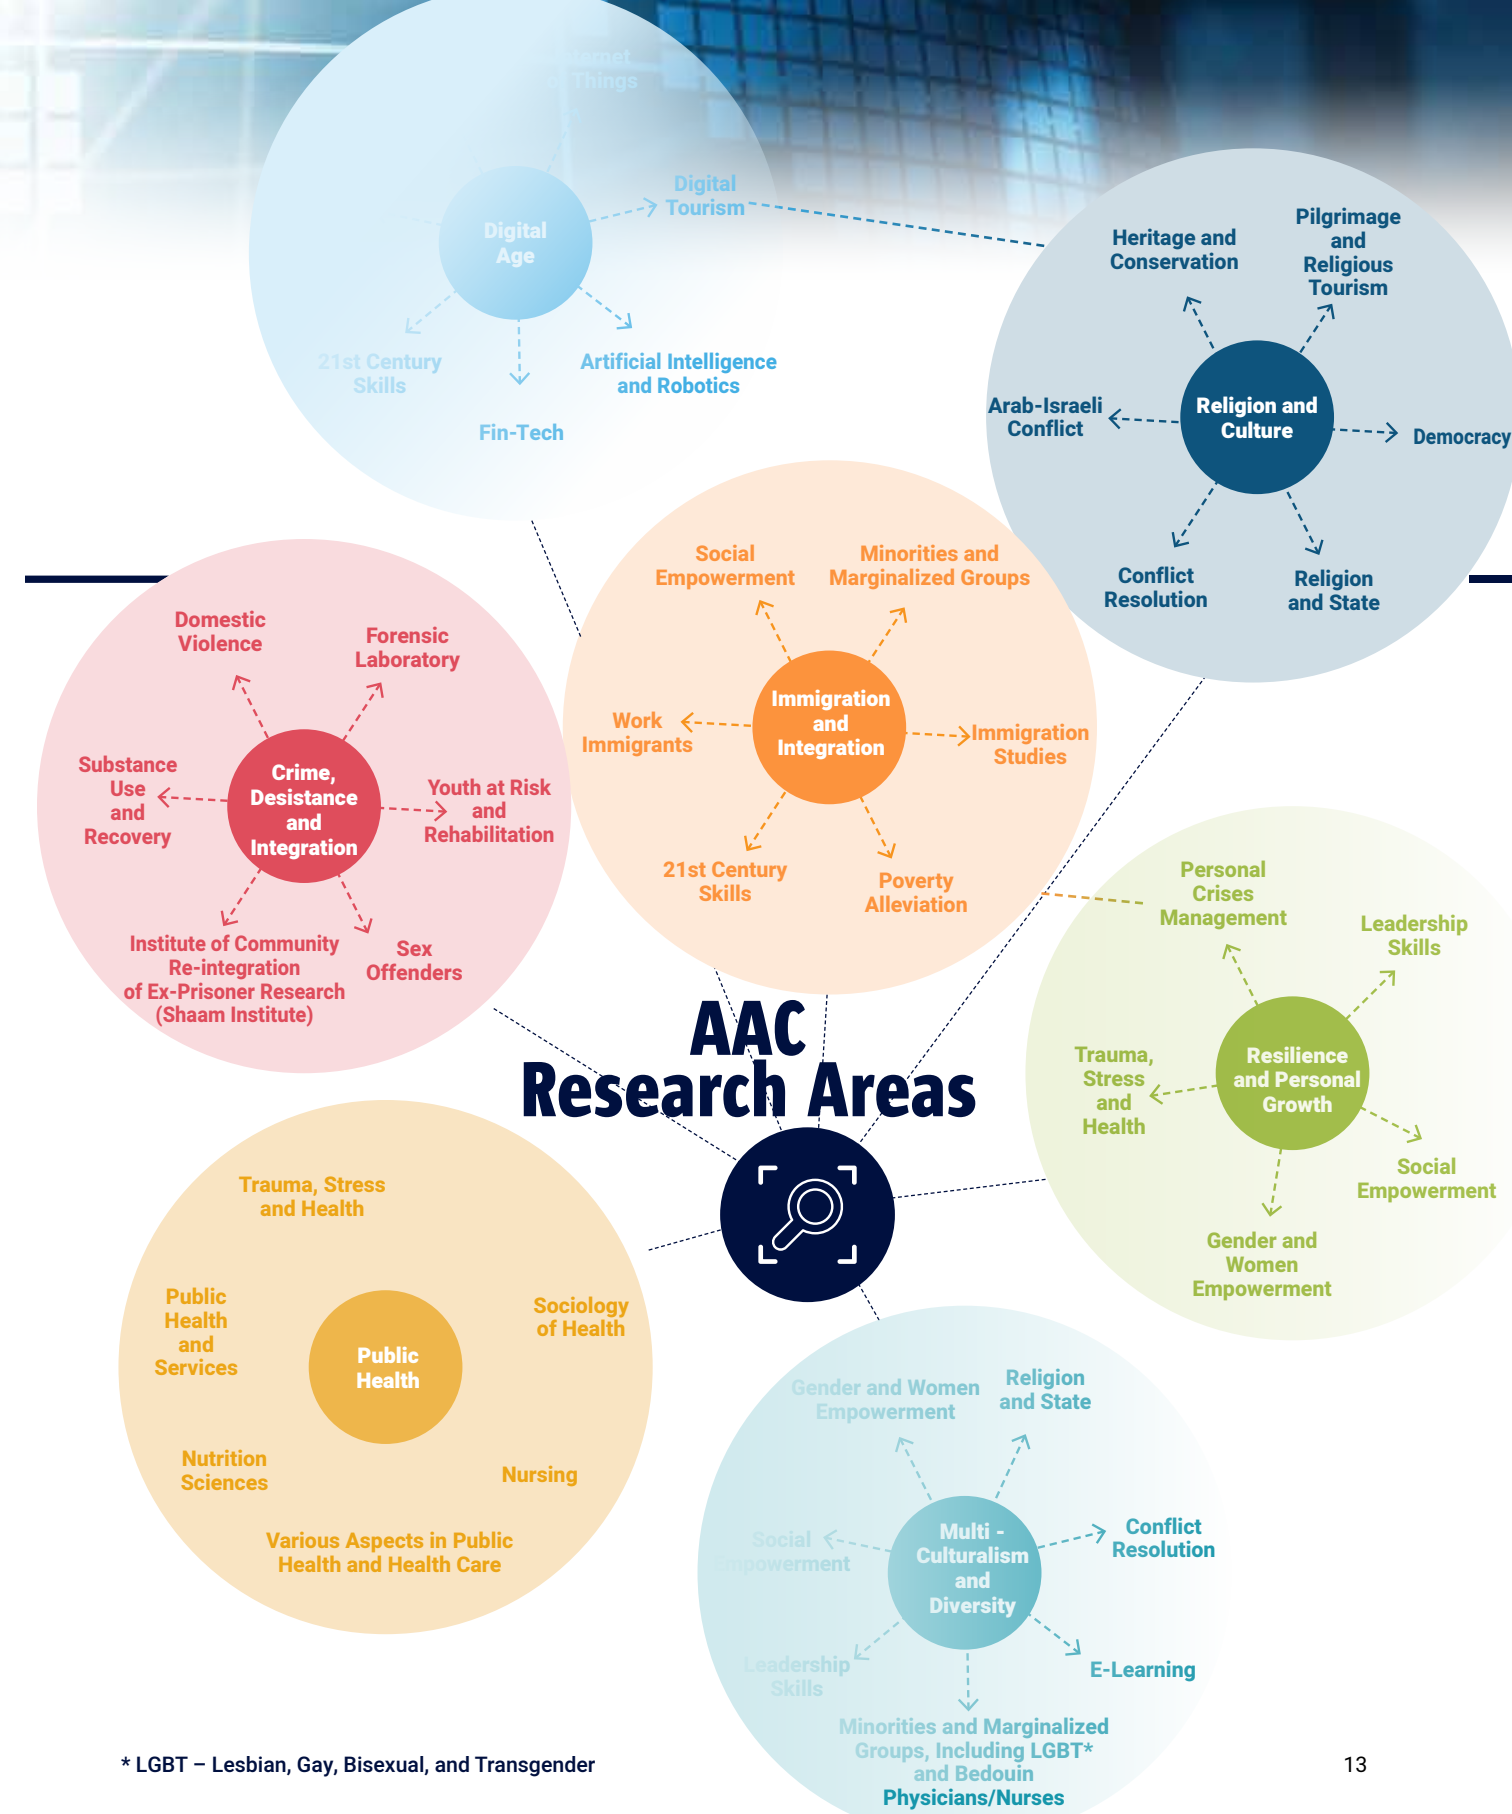 of Things
Digital
Tourism
Digital
Age
21st Century
Skills
Artificial Intelligence
and Robotics
Fin-Tech
Heritage and
Conservation
Pilgrimage
and
Religious
Tourism
Arab-Israeli
Conflict
Religion and
Culture
Democracy
Conflict
Resolution
Religion
and State
Social
Empowerment
Minorities and
Marginalized Groups
Work
Immigrants
Immigration
and
Integration
Immigration
Studies
21st Century
Skills
Poverty
Alleviation
Domestic
Violence
Forensic
Laboratory
Substance
Use
and
Recovery
Crime,
Desistance
and
Integration
Youth at Risk
and
Rehabilitation
Institute of Community
Re-integration
of Ex-Prisoner Research
(Shaam Institute)
Sex
Offenders
Personal
Crises
Management
Leadership
Skills
Trauma,
Stress
and
Health
Resilience
and Personal
Growth
Social
Empowerment
Gender and
Women
Empowerment
AAC
Research Areas
Trauma, Stress
and Health
Public
Health
and
Services
Public
Health
Sociology
of Health
Nutrition
Sciences
Nursing
Various Aspects in Public
Health and Health Care
Gender and Women
Empowerment
Religion
and State
Social
Empowerment
Multi -
Culturalism
and
Diversity
Conflict
Resolution
Leadership
Skills
E-Learning
Minorities and Marginalized
Groups, Including LGBT*
and Bedouin
Physicians/Nurses
* LGBT – Lesbian, Gay, Bisexual, and Transgender
13